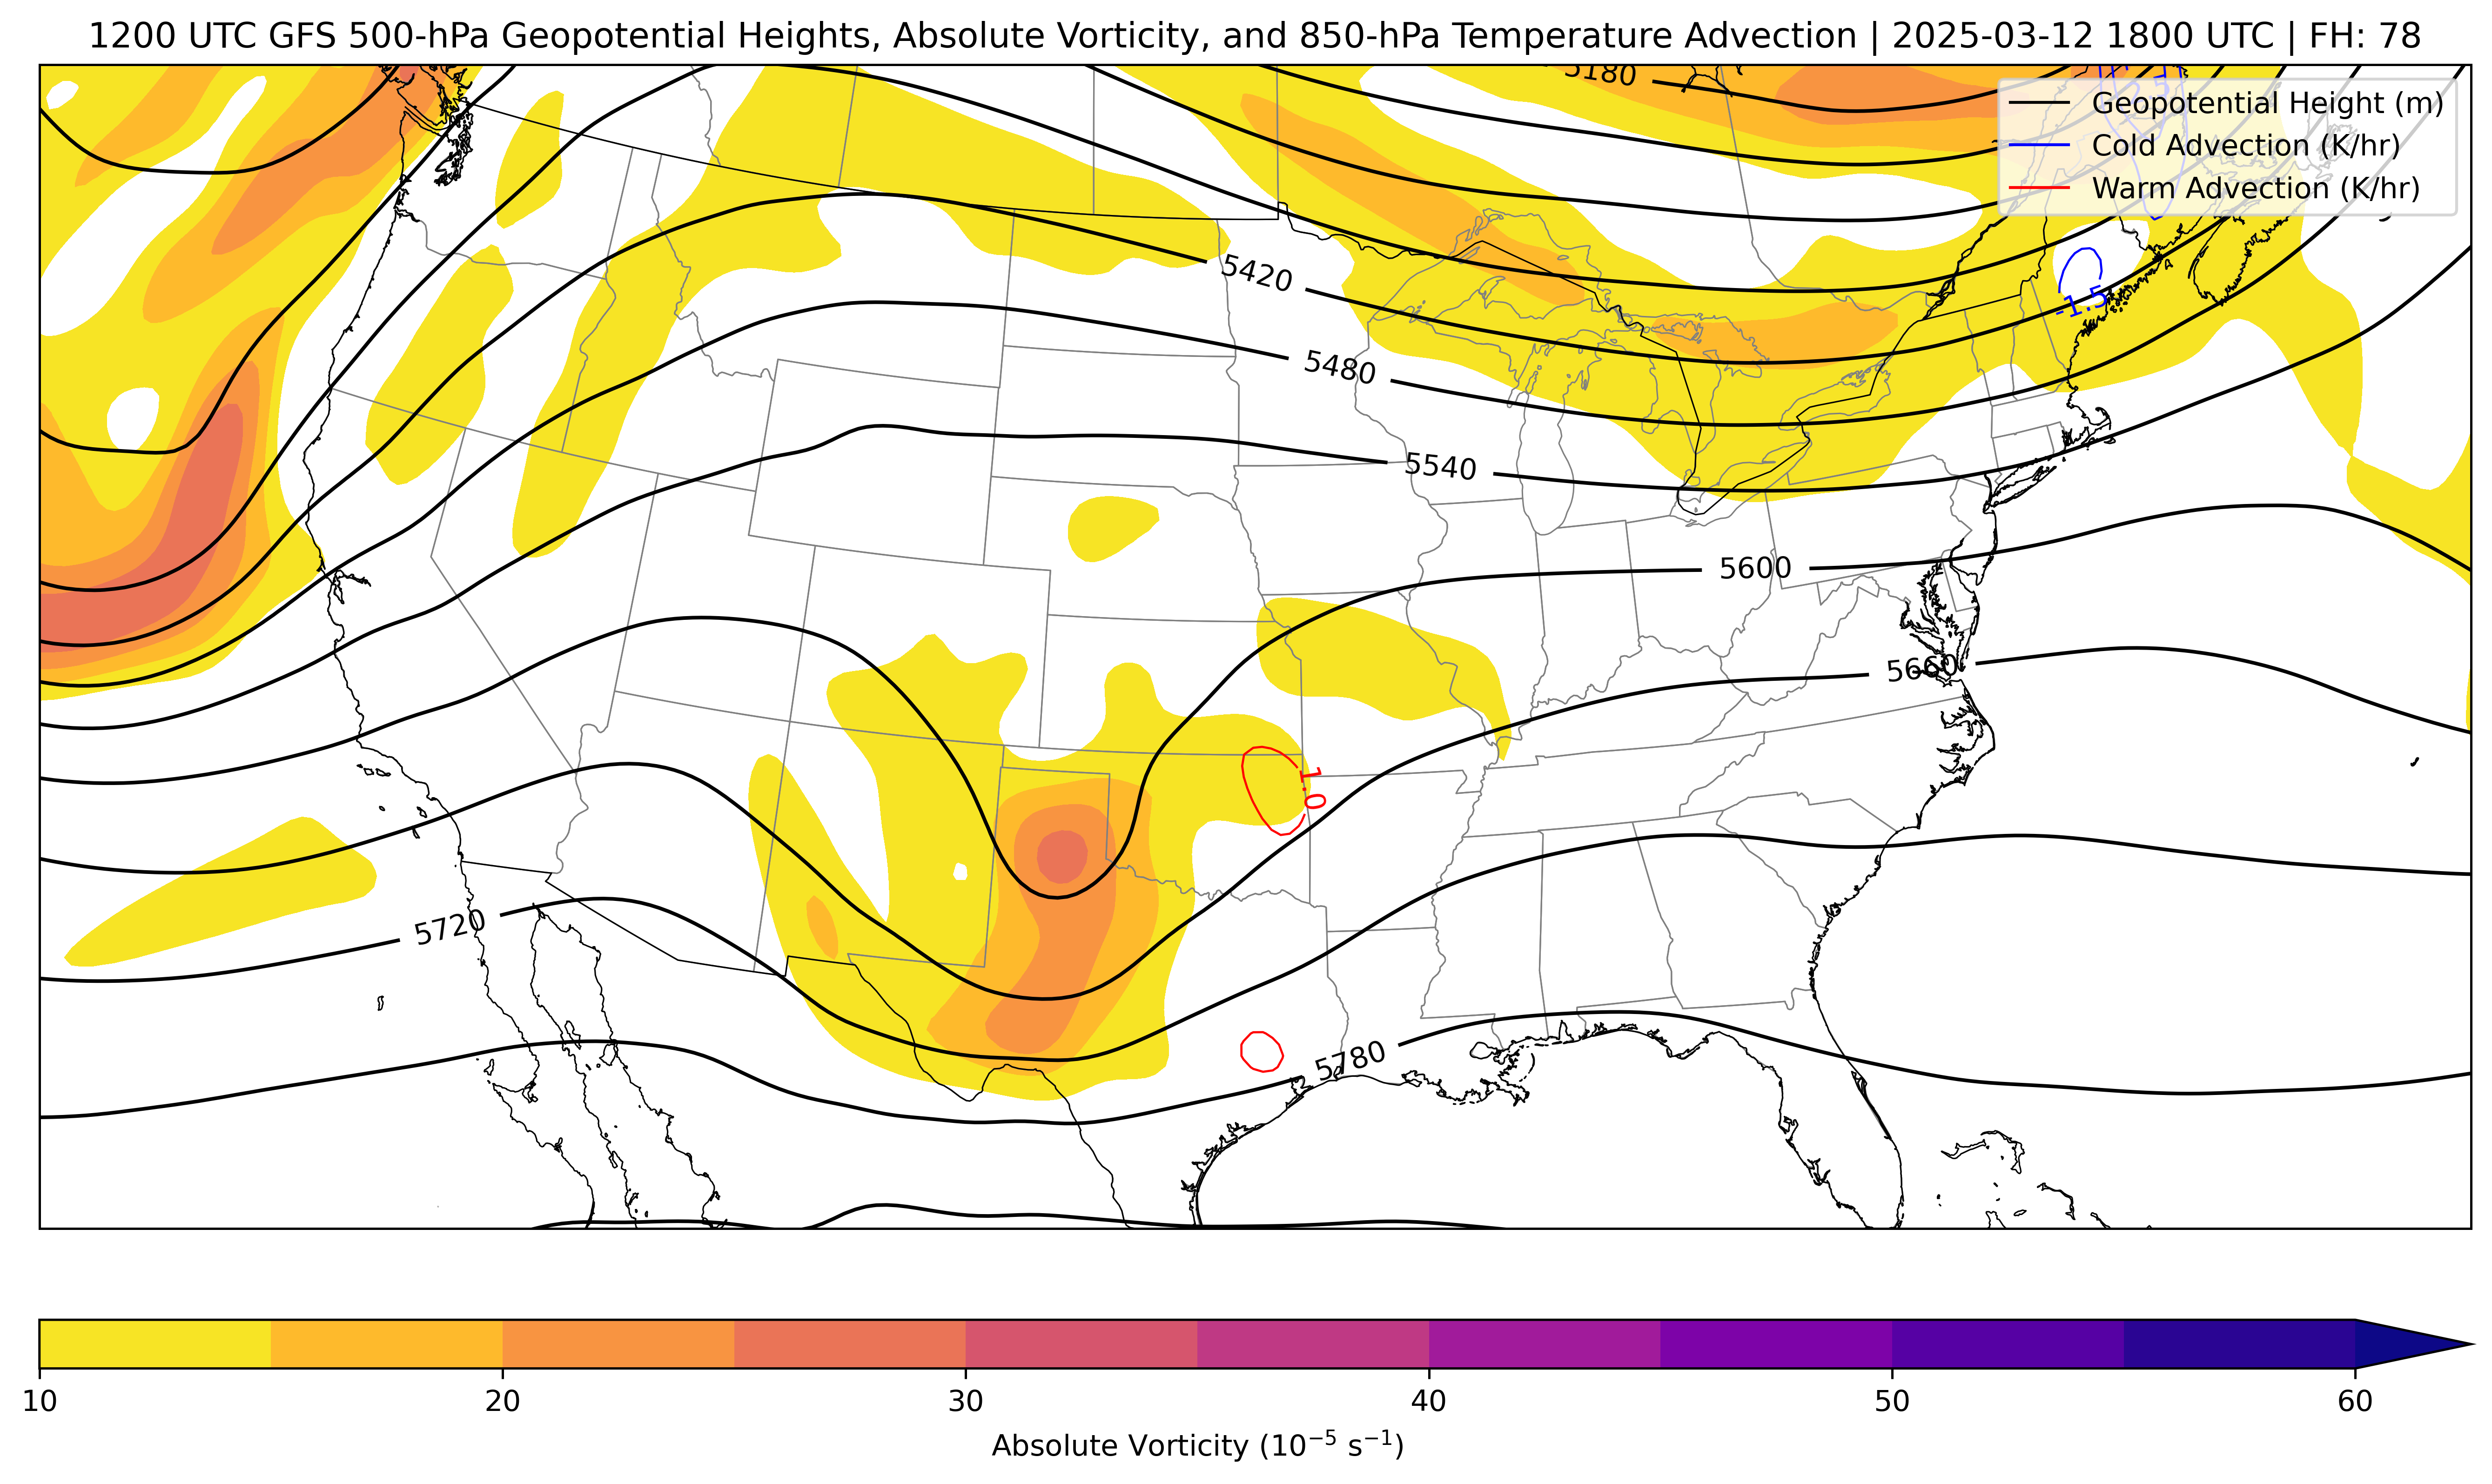 1200 UTC GFS 500-hPa Geopotential Heights, Absolute Vorticity, and 850-hPa Temperature Advection | 2025-03-12 1800 UTC | FH: 78
5180
Geopotential Height (m)
Cold Advection (K/hr)
Warm Advection (K/hr)
5420
-1.5
5480
5540
5600
5660
1.0
5720
5780
10 20 30 40 50 60
Absolute Vorticity (10⁻⁵ s⁻¹)